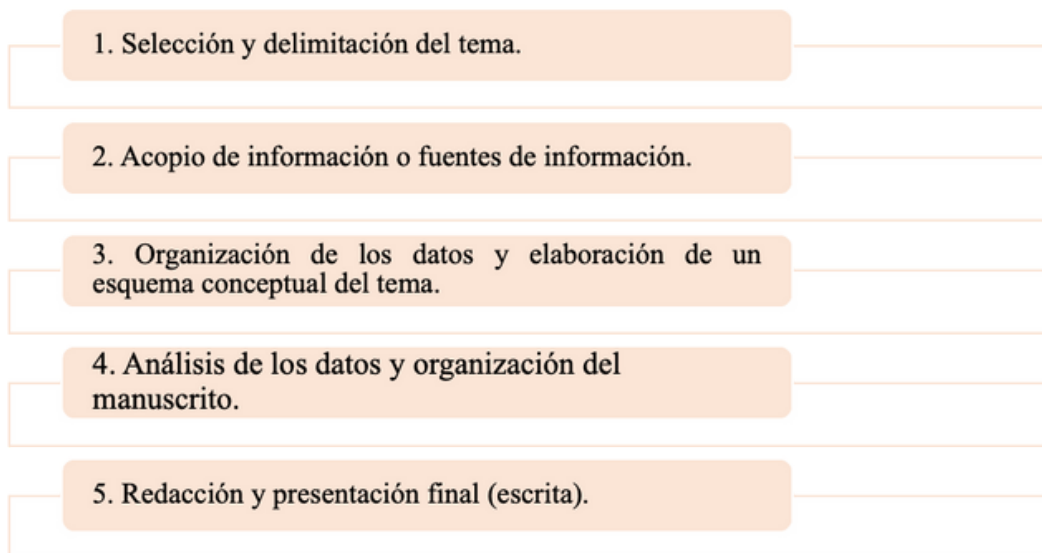 1. Selección y delimitación del tema.
2. Acopio de información o fuentes de información.
3. Organización de los datos y elaboración de un
esquema conceptual del tema.
4. Análisis de los datos y organización del
manuscrito.
5. Redacción y presentación final (escrita).